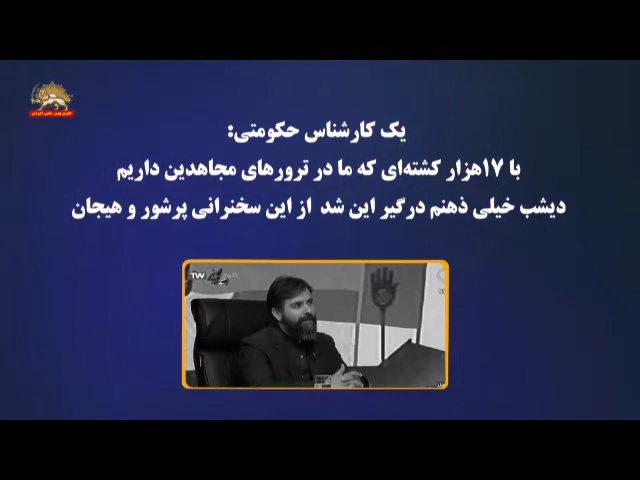 یک کارشناس حکومتی:
با ۱۷هزار کشته‌ای که ما در ترورهای مجاهدین داریم
دیشب خیلی ذهنم درگیر این شد از این سخنرانی پرشور و هیجان
TW